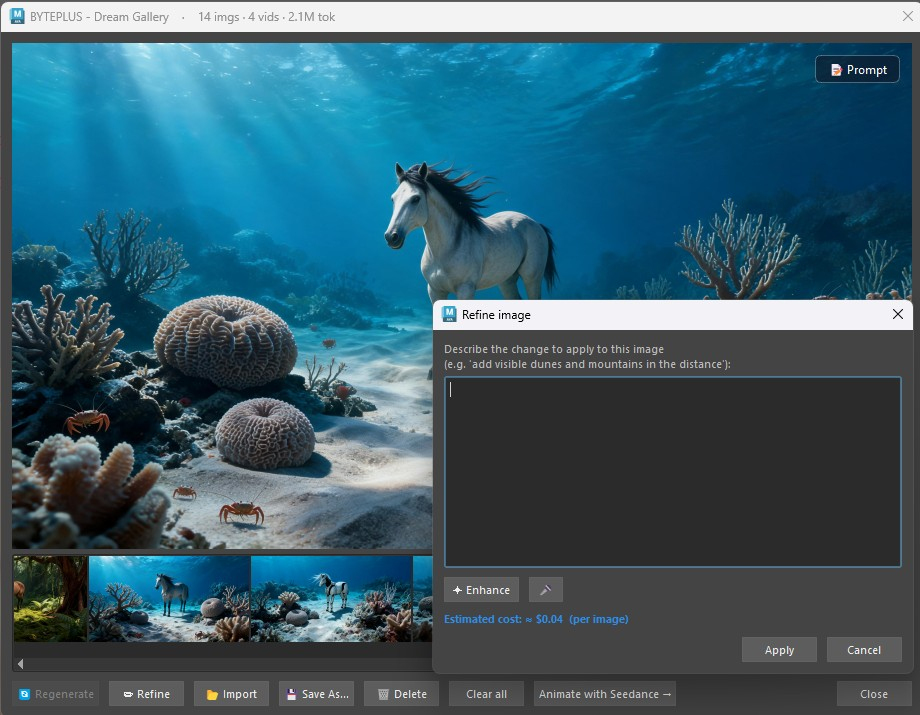 BYTEPLUS - Dream Gallery · 14 imgs · 4 vids · 2.1M tok
Prompt
Refine image
Describe the change to apply to this image
(e.g. 'add visible dunes and mountains in the distance'):
Enhance
Estimated cost: ≈ $0.04 (per image)
Apply
Cancel
Regenerate
Refine
Import
Save As...
Delete
Clear all
Animate with Seedance →
Close